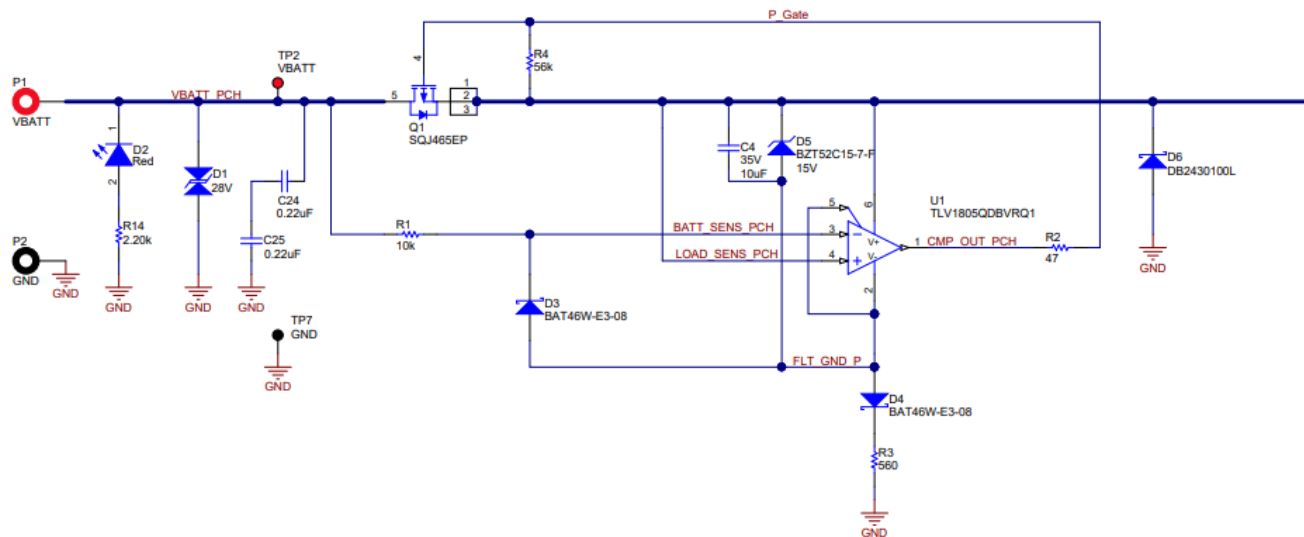 P_Gate
P1
VBATT
VBATT_PCH
TP2
VBATT
5
4
Q1
SQJ465EP
1
2
3
R4
56k
1
D2
Red
2
R14
2.20k
GND
D1
28V
GND
C24
0.22uF
C25
0.22uF
GND
P2
GND
GND
TP7
GND
GND
R1
10k
BATT_SENS_PCH
LOAD_SENS_PCH
D3
BAT46W-E3-08
C4
35V
10uF
D5
BZT52C15-7-F
15V
U1
TLV1805QDBVRQ1
5
6
3
4
V+
V-
2
1
CMP_OUT_PCH
R2
47
D6
DB2430100L
GND
FLT_GND_P
D4
BAT46W-E3-08
R3
560
GND